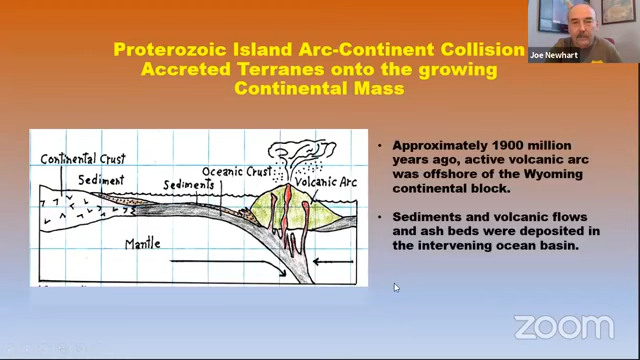 Proterozoic Island Arc-Continent Collision
Accreted Terranes onto the growing
Continental Mass
Joe Newhart
Continental Crust
Sediment
Sediments
Oceanic Crust
Volcanic Arc
Mantle
• Approximately 1900 million
years ago, active volcanic arc
was offshore of the Wyoming
continental block.
• Sediments and volcanic flows
and ash beds were deposited in
the intervening ocean basin.
zoom